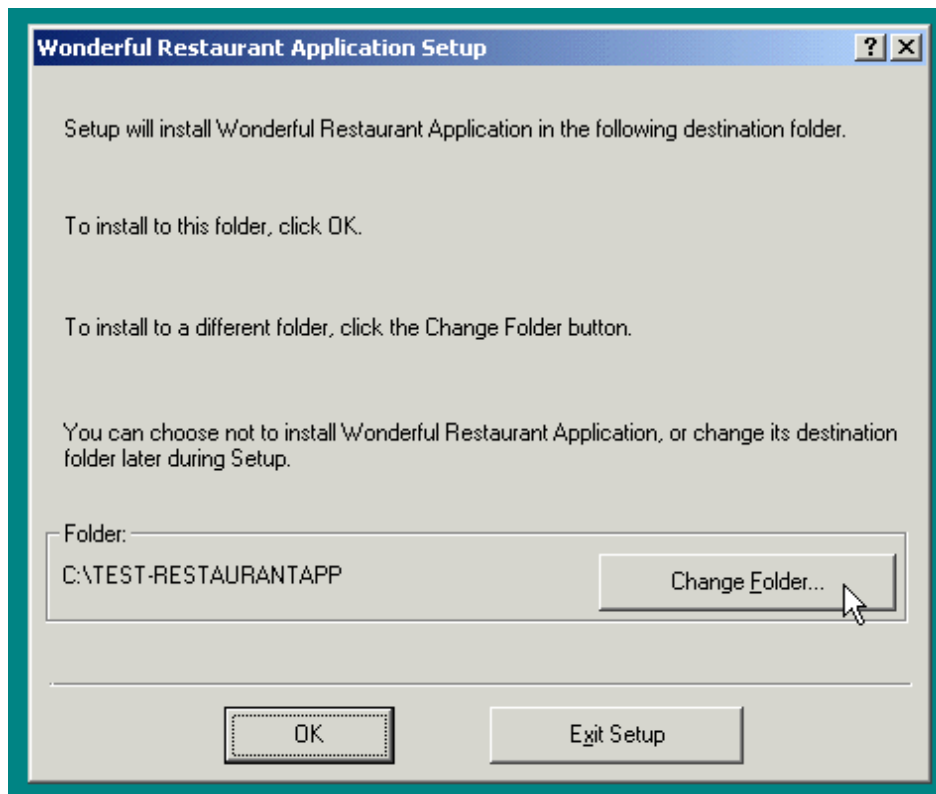 Wonderful Restaurant Application Setup
Setup will install Wonderful Restaurant Application in the following destination folder.
To install to this folder, click OK.
To install to a different folder, click the Change Folder button.
You can choose not to install Wonderful Restaurant Application, or change its destination
folder later during Setup.
Folder:
C:\TEST-RESTAURANTAPP
Change Folder...
OK
Exit Setup